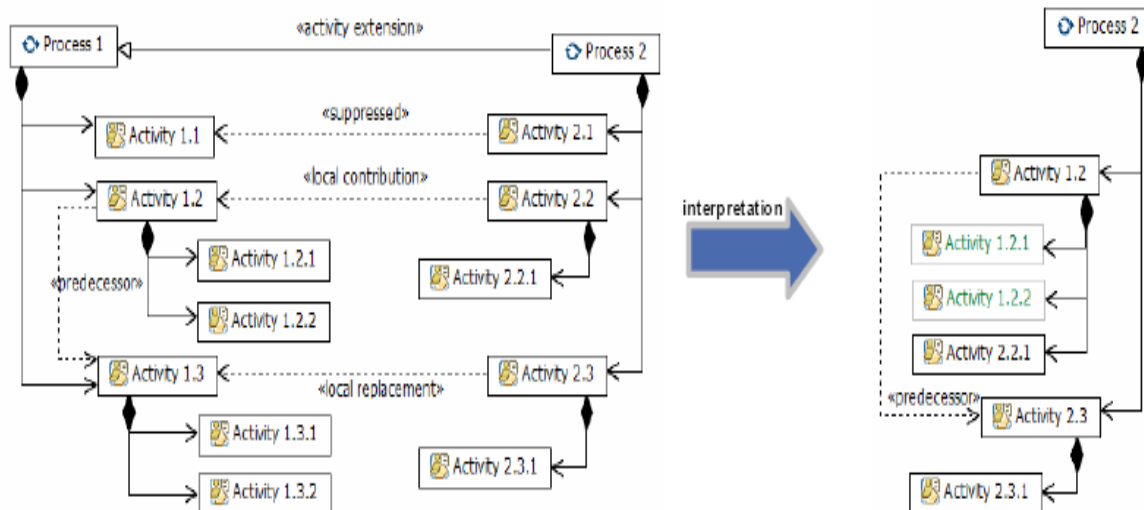 «activity extension»
Process 1
Process 2
«suppressed»
Activity 1.1
Activity 2.1
«local contribution»
Activity 1.2
Activity 2.2
Activity 1.2.1
«predecessor»
Activity 2.2.1
Activity 1.2.2
Activity 1.3
Activity 2.3
«local replacement»
Activity 1.3.1
Activity 2.3.1
Activity 1.3.2
interpretation
Process 2
Activity 1.2
Activity 1.2.1
Activity 1.2.2
Activity 2.2.1
«predecessor»
Activity 2.3
Activity 2.3.1